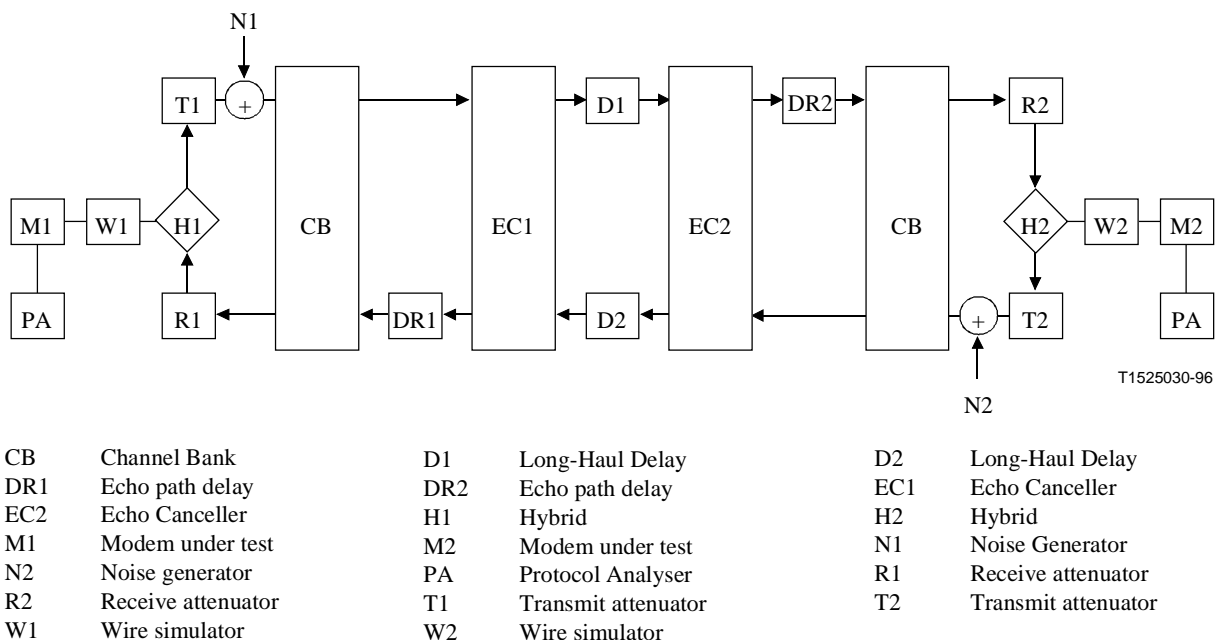 N1
T1 + D1 DR2 R2
M1 W1 H1 CB EC1 EC2 CB H2 W2 M2
PA R1 DR1 D2 + T2 PA
T1525030-96
N2
CB Channel Bank D1 Long-Haul Delay D2 Long-Haul Delay
DR1 Echo path delay DR2 Echo path delay EC1 Echo Canceller
EC2 Echo Canceller H1 Hybrid H2 Hybrid
M1 Modem under test M2 Modem under test N1 Noise Generator
N2 Noise generator PA Protocol Analyser R1 Receive attenuator
R2 Receive attenuator T1 Transmit attenuator T2 Transmit attenuator
W1 Wire simulator W2 Wire simulator